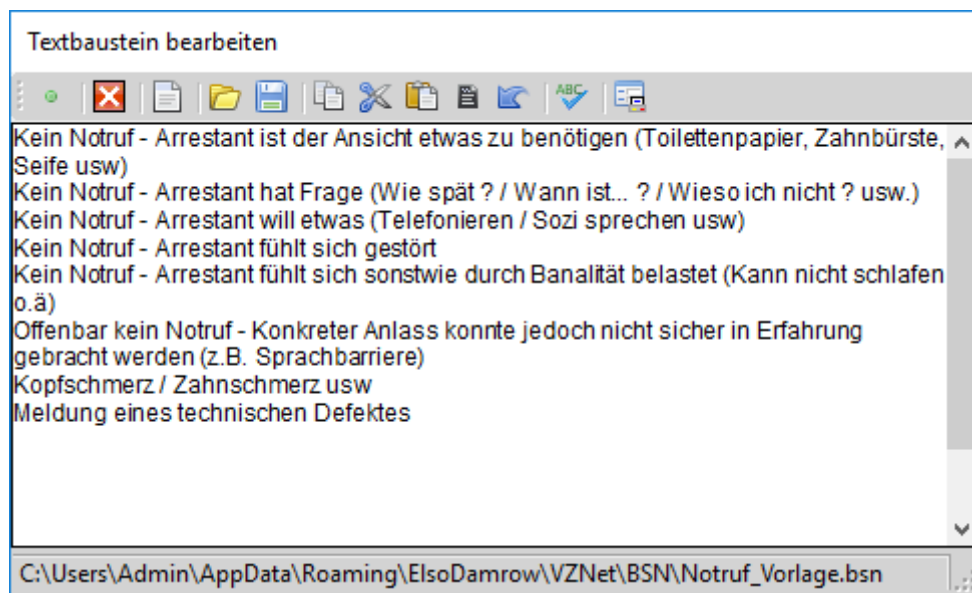 Textbaustein bearbeiten
ABC
Kein Notruf - Arrestant ist der Ansicht etwas zu benötigen (Toilettenpapier, Zahnbürste,
Seife usw)
Kein Notruf - Arrestant hat Frage (Wie spät ? / Wann ist... ? / Wieso ich nicht ? usw.)
Kein Notruf - Arrestant will etwas (Telefonieren / Sozi sprechen usw)
Kein Notruf - Arrestant fühlt sich gestört
Kein Notruf - Arrestant fühlt sich sonstwie durch Banalität belastet (Kann nicht schlafen
o.ä)
Offenbar kein Notruf - Konkreter Anlass konnte jedoch nicht sicher in Erfahrung
gebracht werden (z.B. Sprachbarriere)
Kopfschmerz / Zahnschmerz usw
Meldung eines technischen Defektes
C:\Users\Admin\AppData\Roaming\ElsoDamrow\VZNet\BSN\Notruf_Vorlage.bsn